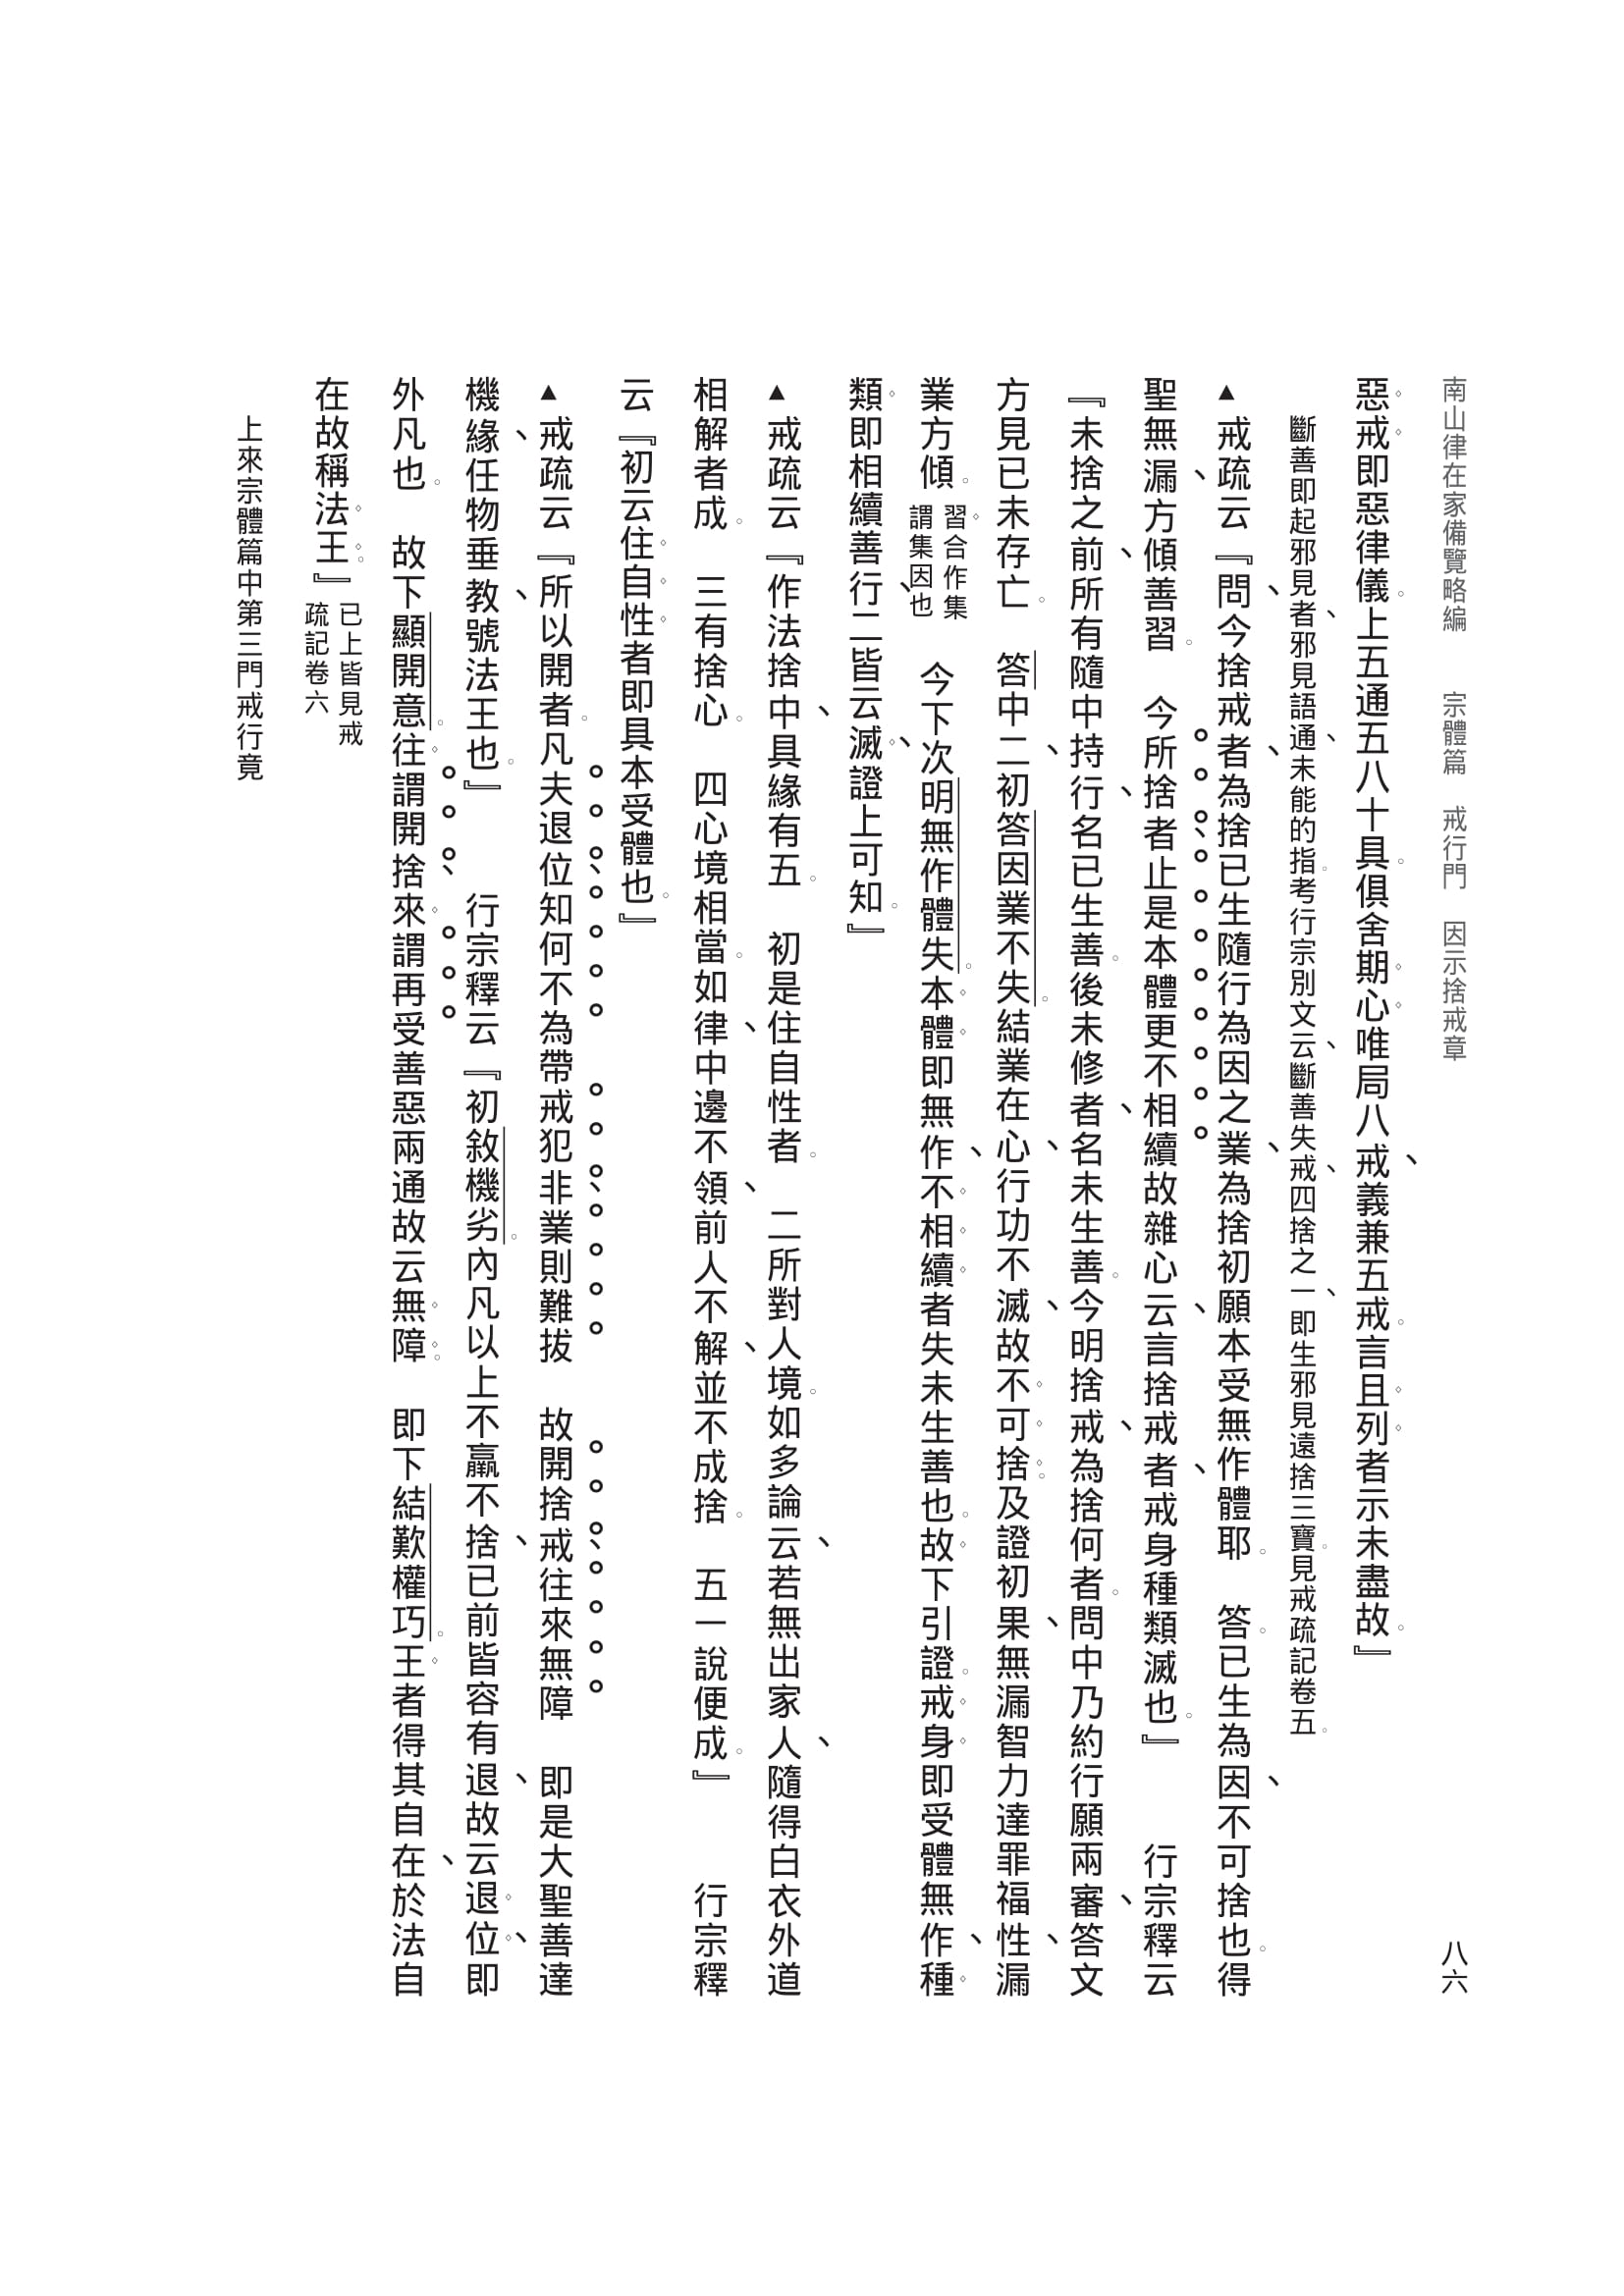 南山律在家備覽略編　宗體篇　戒行門　因示捨戒章
八六
惡戒即惡律儀。上五通五八十具。俱舍期心唯局八戒、義兼五戒。言且列者示未盡故。』
斷善即起邪見者、邪見語通、未能的指。考行宗別文云、斷善失戒、四捨之一、即生邪見遠捨三寶。見戒疏記卷五。
▲戒疏云『問、今捨戒者、為捨已生隨行為因之業、為捨初願本受無作體耶。　答。已生為因、不可捨也。得
聖無漏、方傾善習。　今所捨者、止是本體更不相續故雜心云、言捨戒者、戒身種類滅也。』　　行宗釋云
『未捨之前、所有隨中持行、名已生善。後未修者、名未生善。今明捨戒、為捨何者。問中乃約行願兩審、答文
方見已未存亡。　答中二、初答因業不失。結業在心、行功不滅、故不可捨。及證初果、無漏智力達罪福性、漏
業方傾。習合作集謂集因也　今下次明無作體失。本體即無作、不相續者失未生善也。故下引證。戒身即受體無作、種
類即相續善行、二皆云滅、證上可知。』
▲戒疏云『作法捨中、具緣有五。　初是住自性者。　二所對人境。如多論云、若無出家人、隨得白衣外道
相解者成。　三有捨心。　四心境相當。如律、中邊不領、前人不解、並不成捨。　五一說便成。』　　行宗釋
云『初云住自性者即具本受體也。』
▲戒疏云『所以開者。凡夫退位、知何不為帶戒犯非、業則難拔　故開捨戒、往來無障　即是大聖善達
機緣、任物垂教、號法王也。』　　行宗釋云『初敘機劣。內凡以上不羸不捨、已前皆容有退、故云退位、即
外凡也。　故下顯開意。往謂開捨來謂再受善惡兩通故云無障。　即下結歎權巧。王者得其自在、於法自
在故稱法王。』已上皆見戒疏記卷六
上來宗體篇中第三門戒行竟